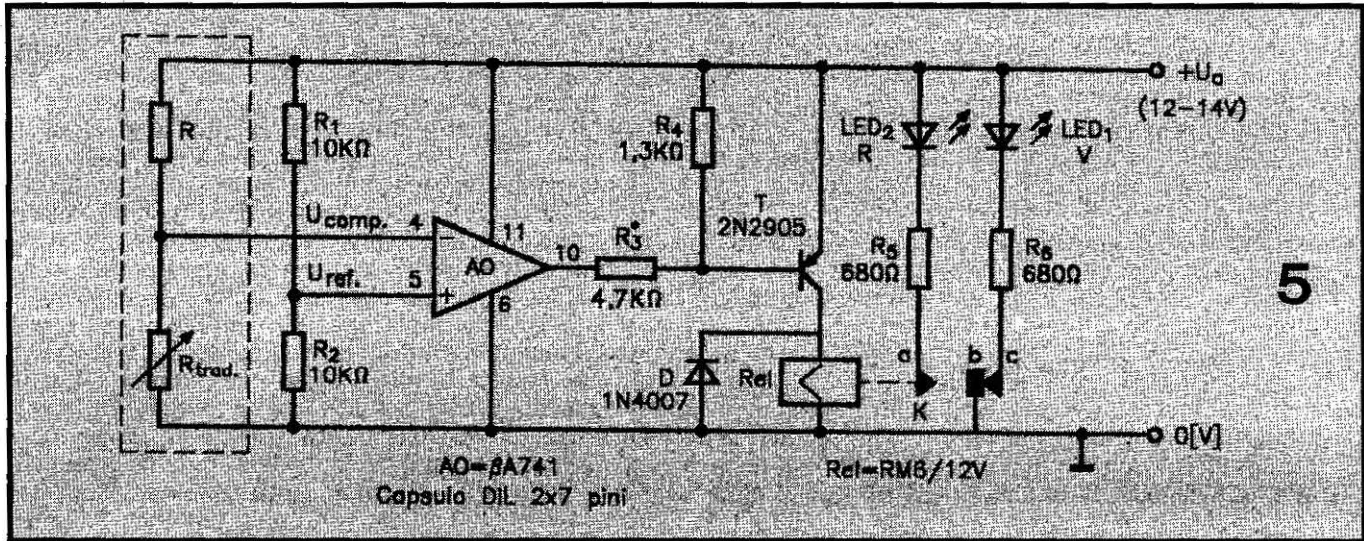 R
R1
10KΩ
Ucomp. 4
Uref. 5
Rtrad.
R2
10KΩ
−
+
AO
11
6
10
R3*
4,7KΩ
R4
1,3KΩ
T
2N2905
D
1N4007
Rel
LED2
R
LED1
V
R5
680Ω
R6
680Ω
a
b
c
K
+Ua
(12-14V)
0[V]
5
AO=βA741
Capsula DIL 2x7 pini
Rel=RM6/12V